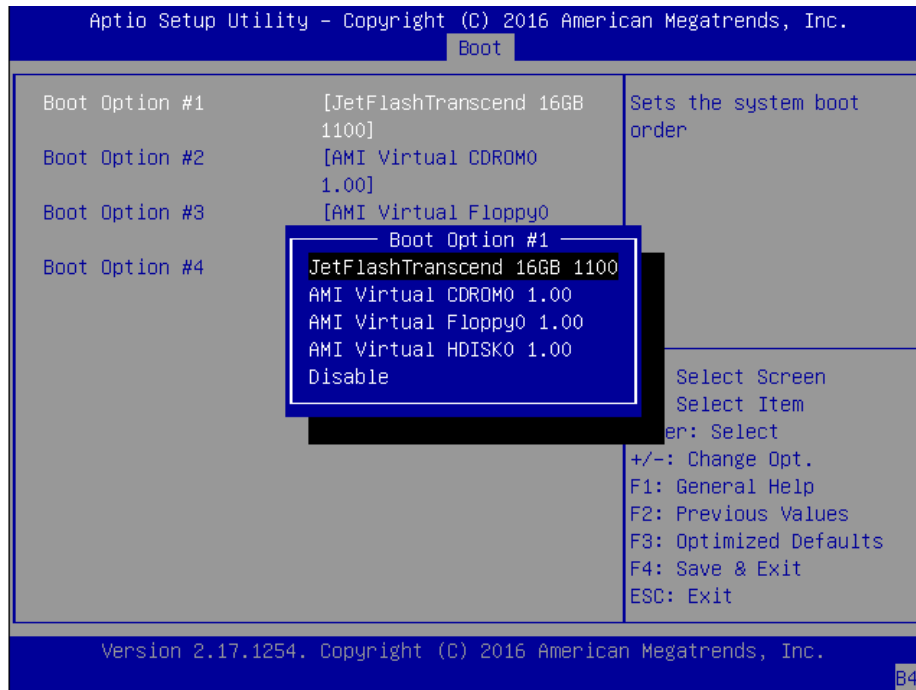 Aptio Setup Utility – Copyright (C) 2016 American Megatrends, Inc.
Boot
Boot Option #1 [JetFlashTranscend 16GB
1100]
Boot Option #2 [AMI Virtual CDROM0
1.00]
Boot Option #3 [AMI Virtual Floppy0
Boot Option #4
Boot Option #1
JetFlashTranscend 16GB 1100
AMI Virtual CDROM0 1.00
AMI Virtual Floppy0 1.00
AMI Virtual HDISK0 1.00
Disable
Sets the system boot
order
Select Screen
Select Item
er: Select
+/-: Change Opt.
F1: General Help
F2: Previous Values
F3: Optimized Defaults
F4: Save & Exit
ESC: Exit
Version 2.17.1254. Copyright (C) 2016 American Megatrends, Inc.
B4